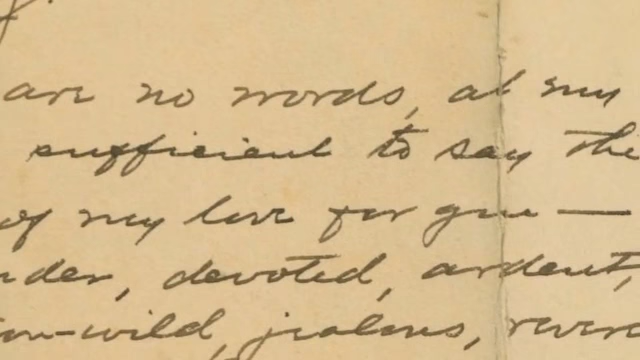 are no words, at my
sufficient to say the
of my love for you —
nder, devoted, ardent,
wild, jealous,